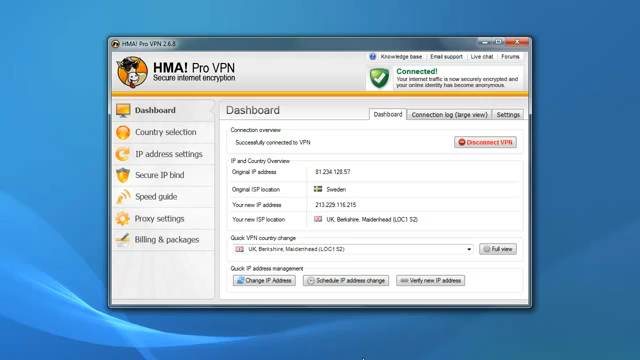 HMA! Pro VPN 2.6.8
Knowledge base | Email support | Live chat | Forums
HMA! Pro VPN
Secure internet encryption
Connected!
Your internet traffic is now securely encrypted and
your online identity has become anonymous.
Dashboard
Country selection
IP address settings
Secure IP bind
Speed guide
Proxy settings
Billing & packages
Dashboard
Dashboard
Connection log (large view)
Settings
Connection overview
Successfully connected to VPN
Disconnect VPN
IP and Country Overview
Original IP address 81.234.128.57
Original ISP location Sweden
Your new IP address 213.229.116.215
Your new ISP location UK, Berkshire, Maidenhead (LOC1 S2)
Quick VPN country change
UK, Berkshire, Maidenhead (LOC1 S2)
Full view
Quick IP address management
Change IP Address
Schedule IP address change
Verify new IP address